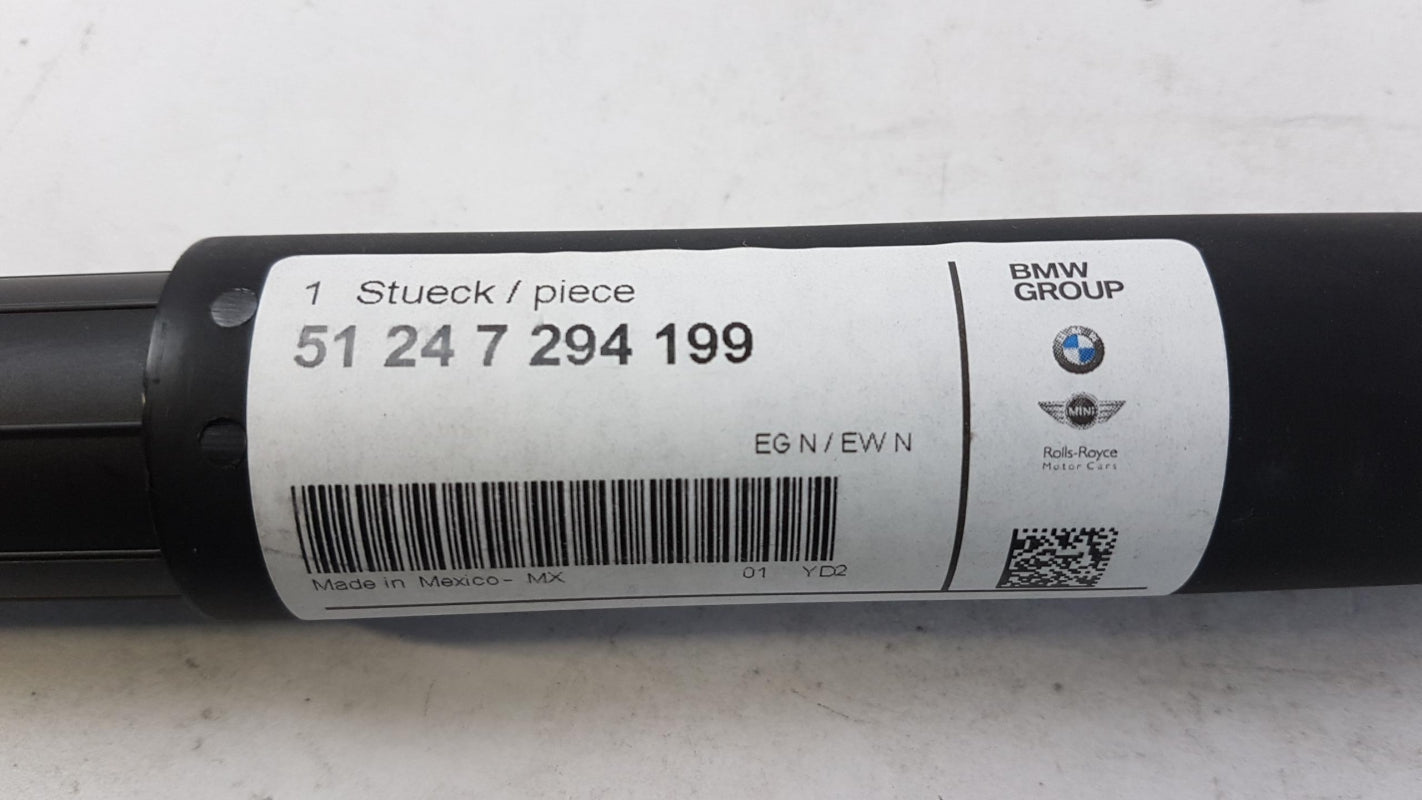 1 Stueck / piece
51 24 7 294 199
EG N / EW N
Made in Mexico- MX 01 YD2
BMW
GROUP
MINI
Rolls-Royce
Motor Cars